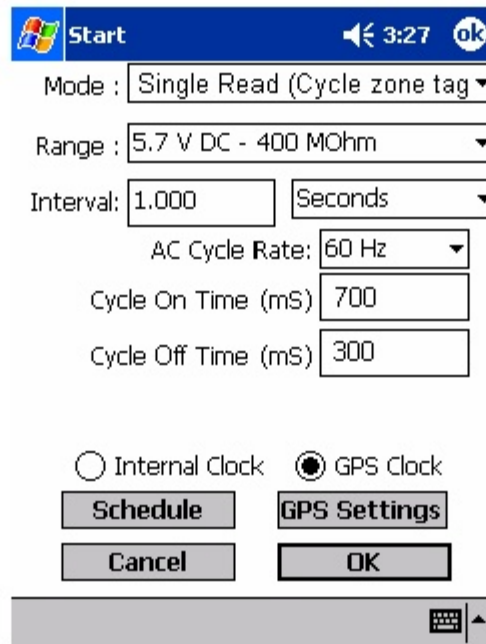 Start 3:27 ok
Mode : Single Read (Cycle zone tag
Range : 5.7 V DC - 400 MOhm
Interval: 1.000 Seconds
AC Cycle Rate: 60 Hz
Cycle On Time (mS) 700
Cycle Off Time (mS) 300
Internal Clock GPS Clock
Schedule GPS Settings
Cancel OK